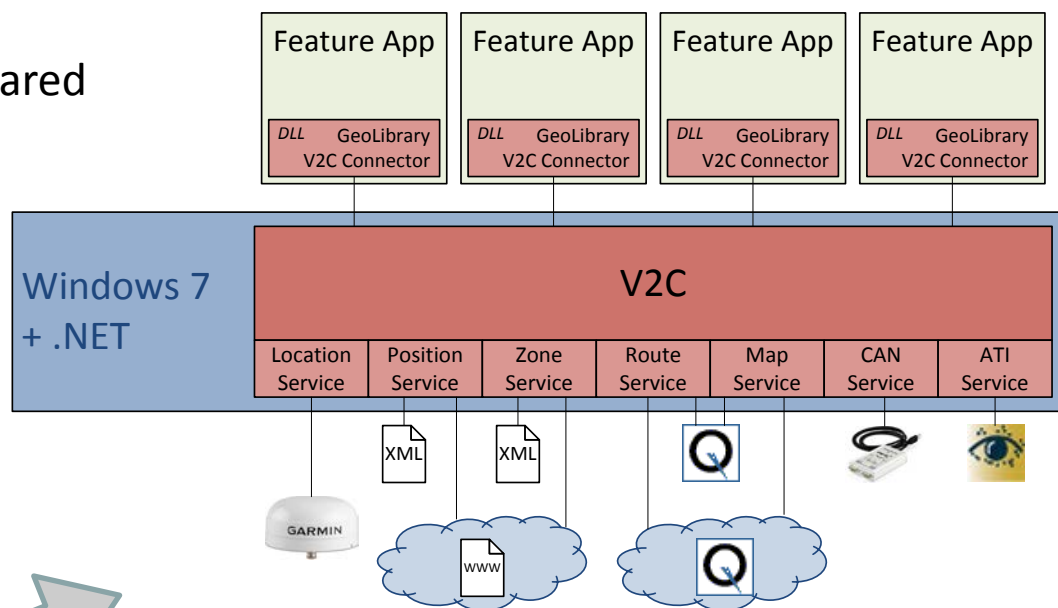 ared
Feature App
Feature App
Feature App
Feature App
DLL GeoLibrary
V2C Connector
DLL GeoLibrary
V2C Connector
DLL GeoLibrary
V2C Connector
DLL GeoLibrary
V2C Connector
Windows 7
+ .NET
V2C
Location
Service
Position
Service
Zone
Service
Route
Service
Map
Service
CAN
Service
ATI
Service
XML
XML
GARMIN
www